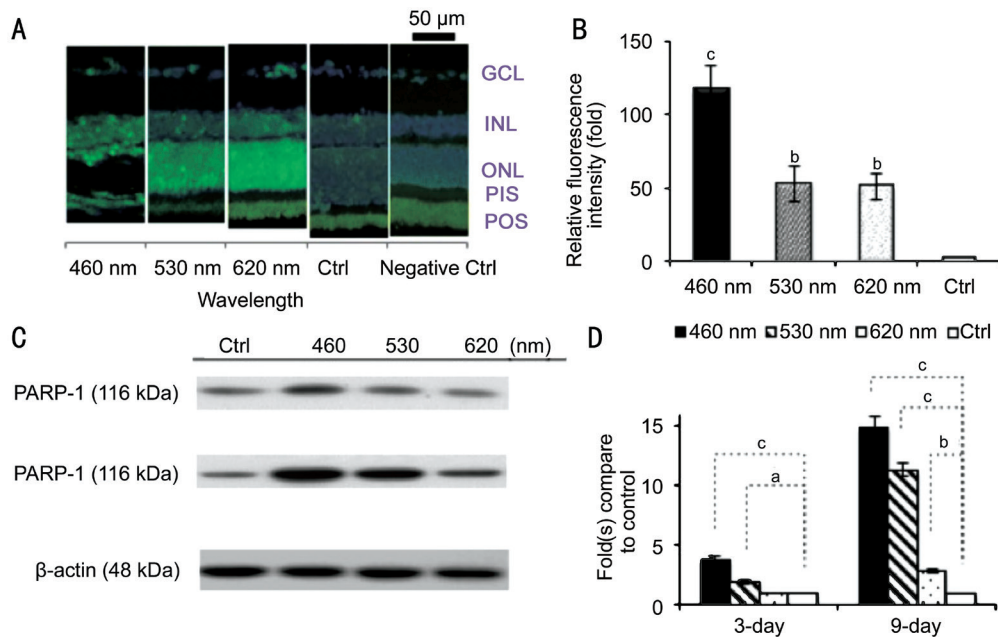 A
50 μm
GCL
INL
ONL
PIS
POS
460 nm 530 nm 620 nm Ctrl Negative Ctrl
Wavelength
B
Relative fluorescence
intensity (fold)
150
100
50
0
c
b
b
460 nm 530 nm 620 nm Ctrl
C
Ctrl 460 530 620 (nm)
PARP-1 (116 kDa)
PARP-1 (116 kDa)
β-actin (48 kDa)
460 nm 530 nm 620 nm Ctrl
D
Fold(s) compare
to control
15
10
5
0
c
a
c
c
b
3-day 9-day